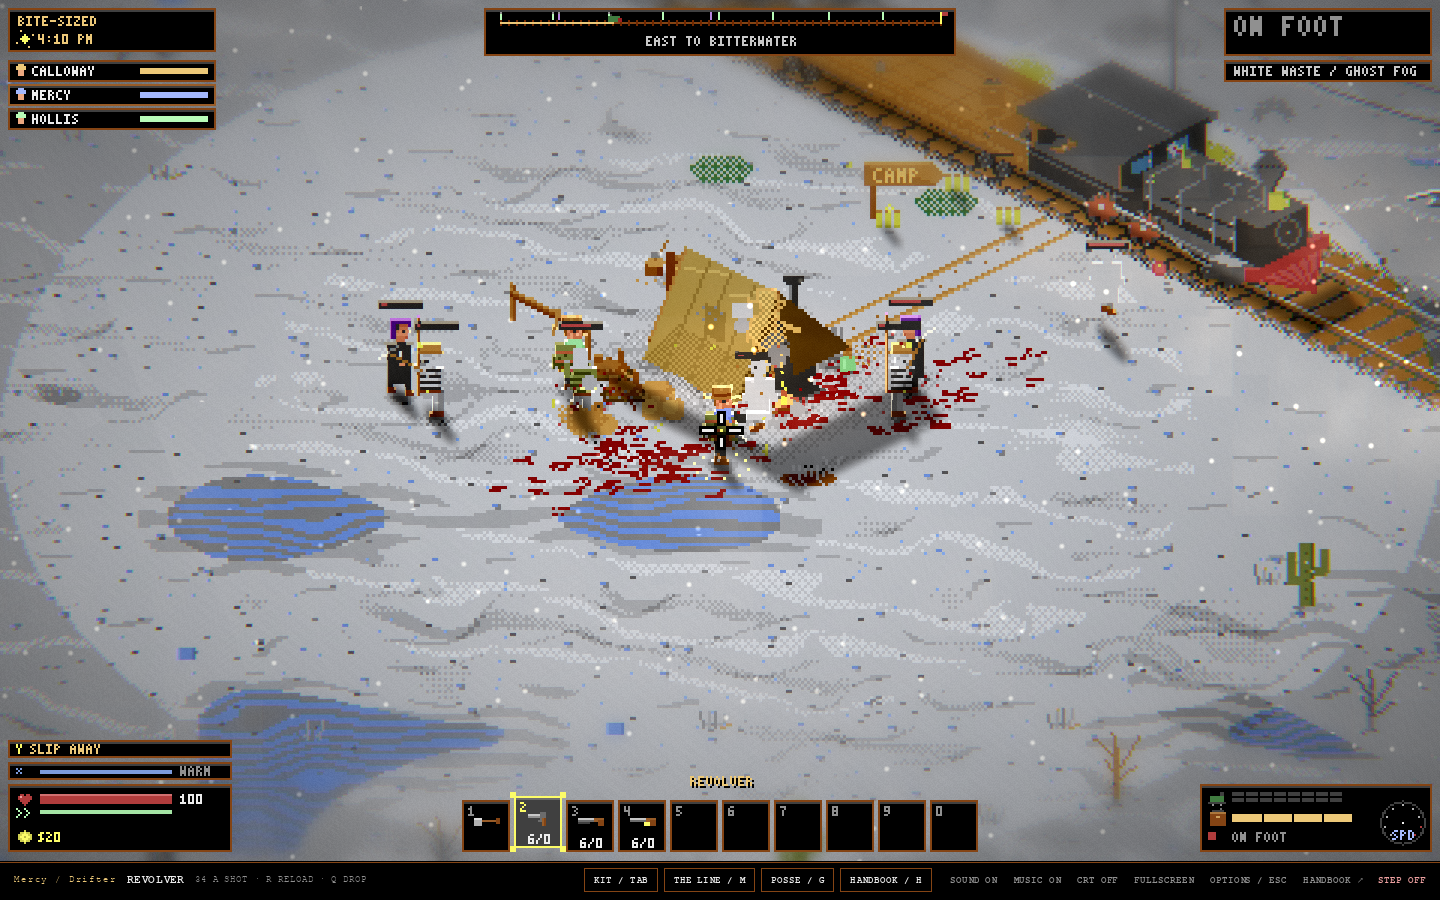 BITE-SIZED
4:10 PM
CALLOWAY
MERCY
HOLLIS
EAST TO BITTERWATER
ON FOOT
WHITE WASTE / GHOST FOG
CAMP
Y SLIP AWAY
WARM
100
$20
REVOLVER
1 2 3 4 5 6 7 8 9 0
6/0 6/0 6/0
ON FOOT
SPD
Mercy / Drifter REVOLVER 34 A SHOT · R RELOAD · Q DROP
KIT / TAB THE LINE / M POSSE / G HANDBOOK / H SOUND ON MUSIC ON CRT OFF FULLSCREEN OPTIONS / ESC HANDBOOK ↗ STEP OFF